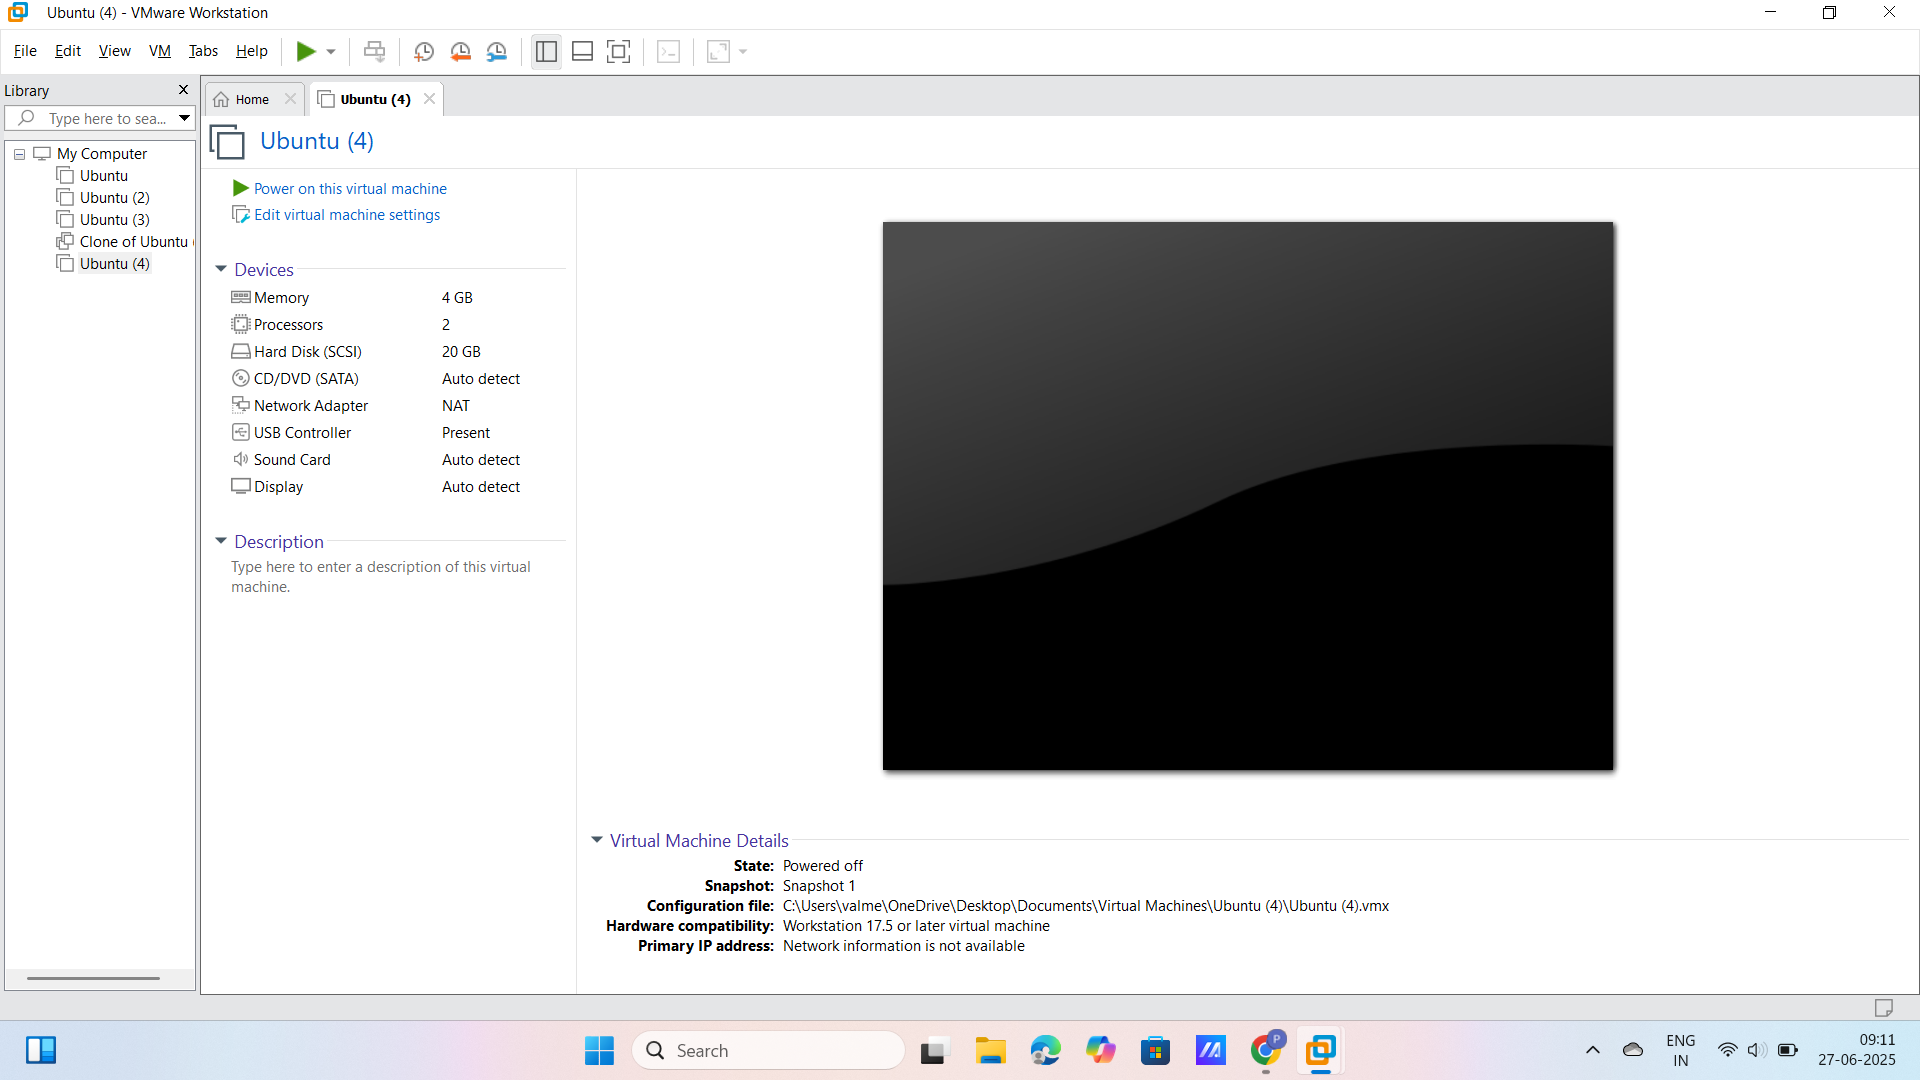 Ubuntu (4) - VMware Workstation
File Edit View VM Tabs Help
Library
Type here to sea...
My Computer
Ubuntu
Ubuntu (2)
Ubuntu (3)
Clone of Ubuntu (
Ubuntu (4)
Home
Ubuntu (4)
Ubuntu (4)
Power on this virtual machine
Edit virtual machine settings
Devices
Memory 4 GB
Processors 2
Hard Disk (SCSI) 20 GB
CD/DVD (SATA) Auto detect
Network Adapter NAT
USB Controller Present
Sound Card Auto detect
Display Auto detect
Description
Type here to enter a description of this virtual
machine.
Virtual Machine Details
State: Powered off
Snapshot: Snapshot 1
Configuration file: C:\Users\valme\OneDrive\Desktop\Documents\Virtual Machines\Ubuntu (4)\Ubuntu (4).vmx
Hardware compatibility: Workstation 17.5 or later virtual machine
Primary IP address: Network information is not available
Search
P
ENG
IN
09:11
27-06-2025